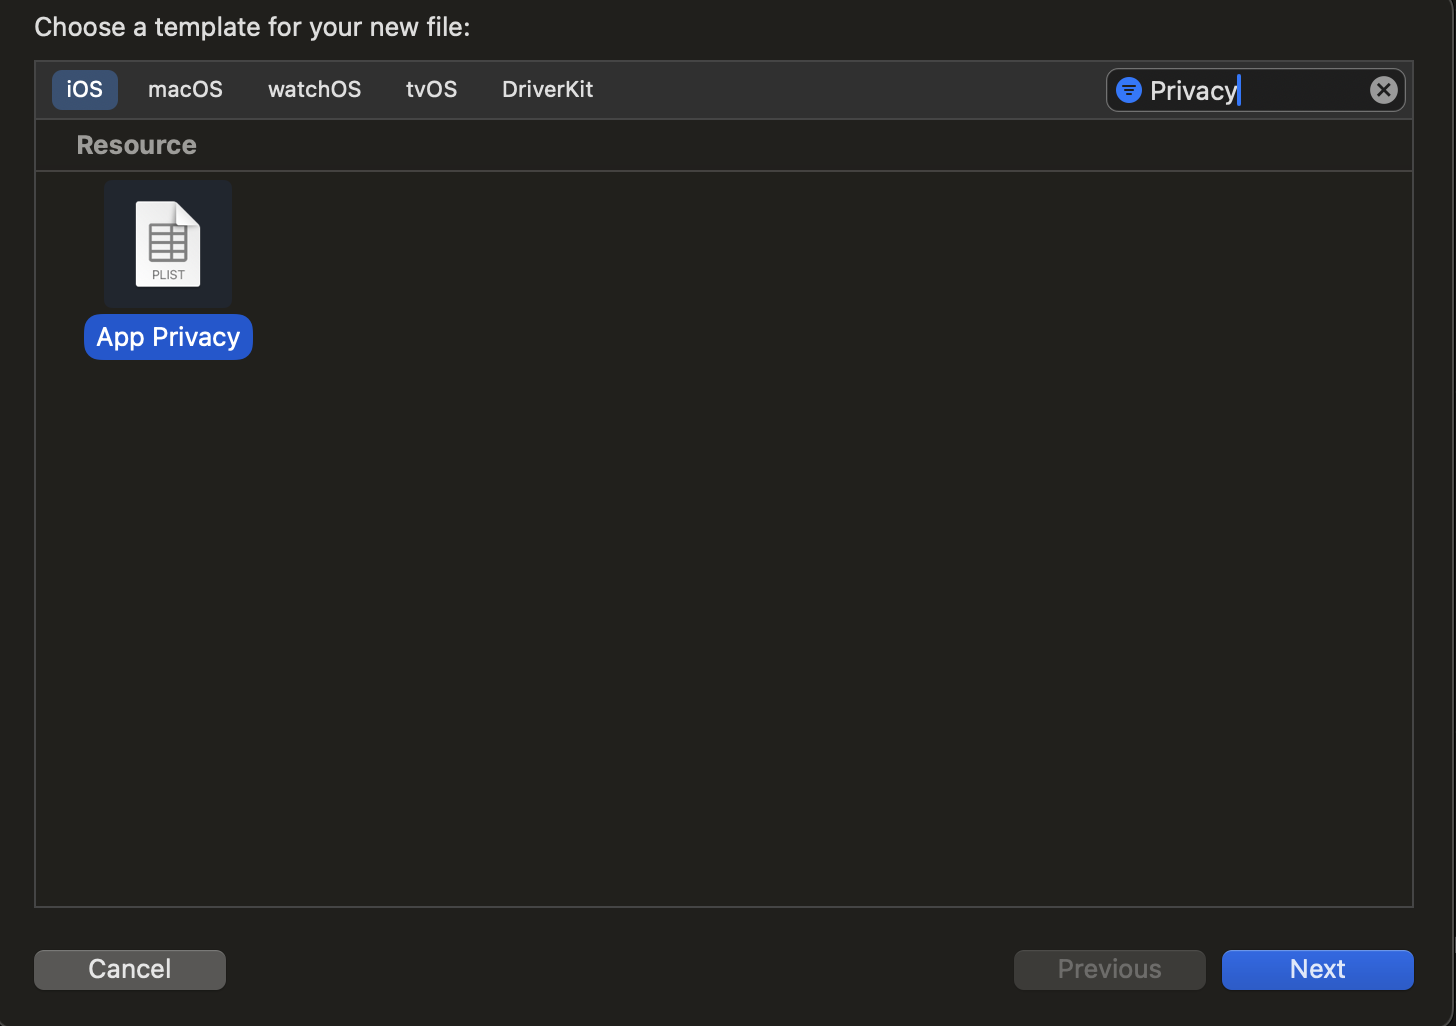 Choose a template for your new file:
iOS macOS watchOS tvOS DriverKit Privacy
Resource
PLIST
App Privacy
Cancel Previous Next